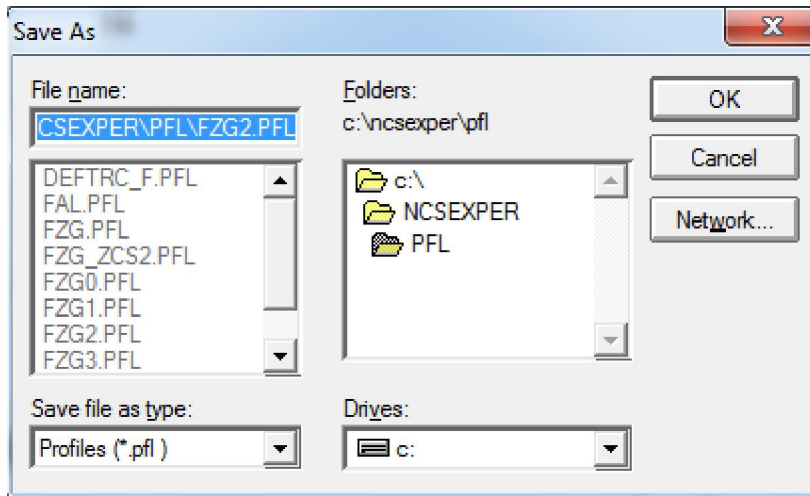 Save As
File name:
CSEXPER\PFL\FZG2.PFL
DEFTRC_F.PFL
FAL.PFL
FZG.PFL
FZG_ZCS2.PFL
FZG0.PFL
FZG1.PFL
FZG2.PFL
FZG3.PFL
Save file as type:
Profiles (*.pfl )
Folders:
c:\ncsexper\pfl
c:\
NCSEXPER
PFL
Drives:
c:
OK
Cancel
Network...